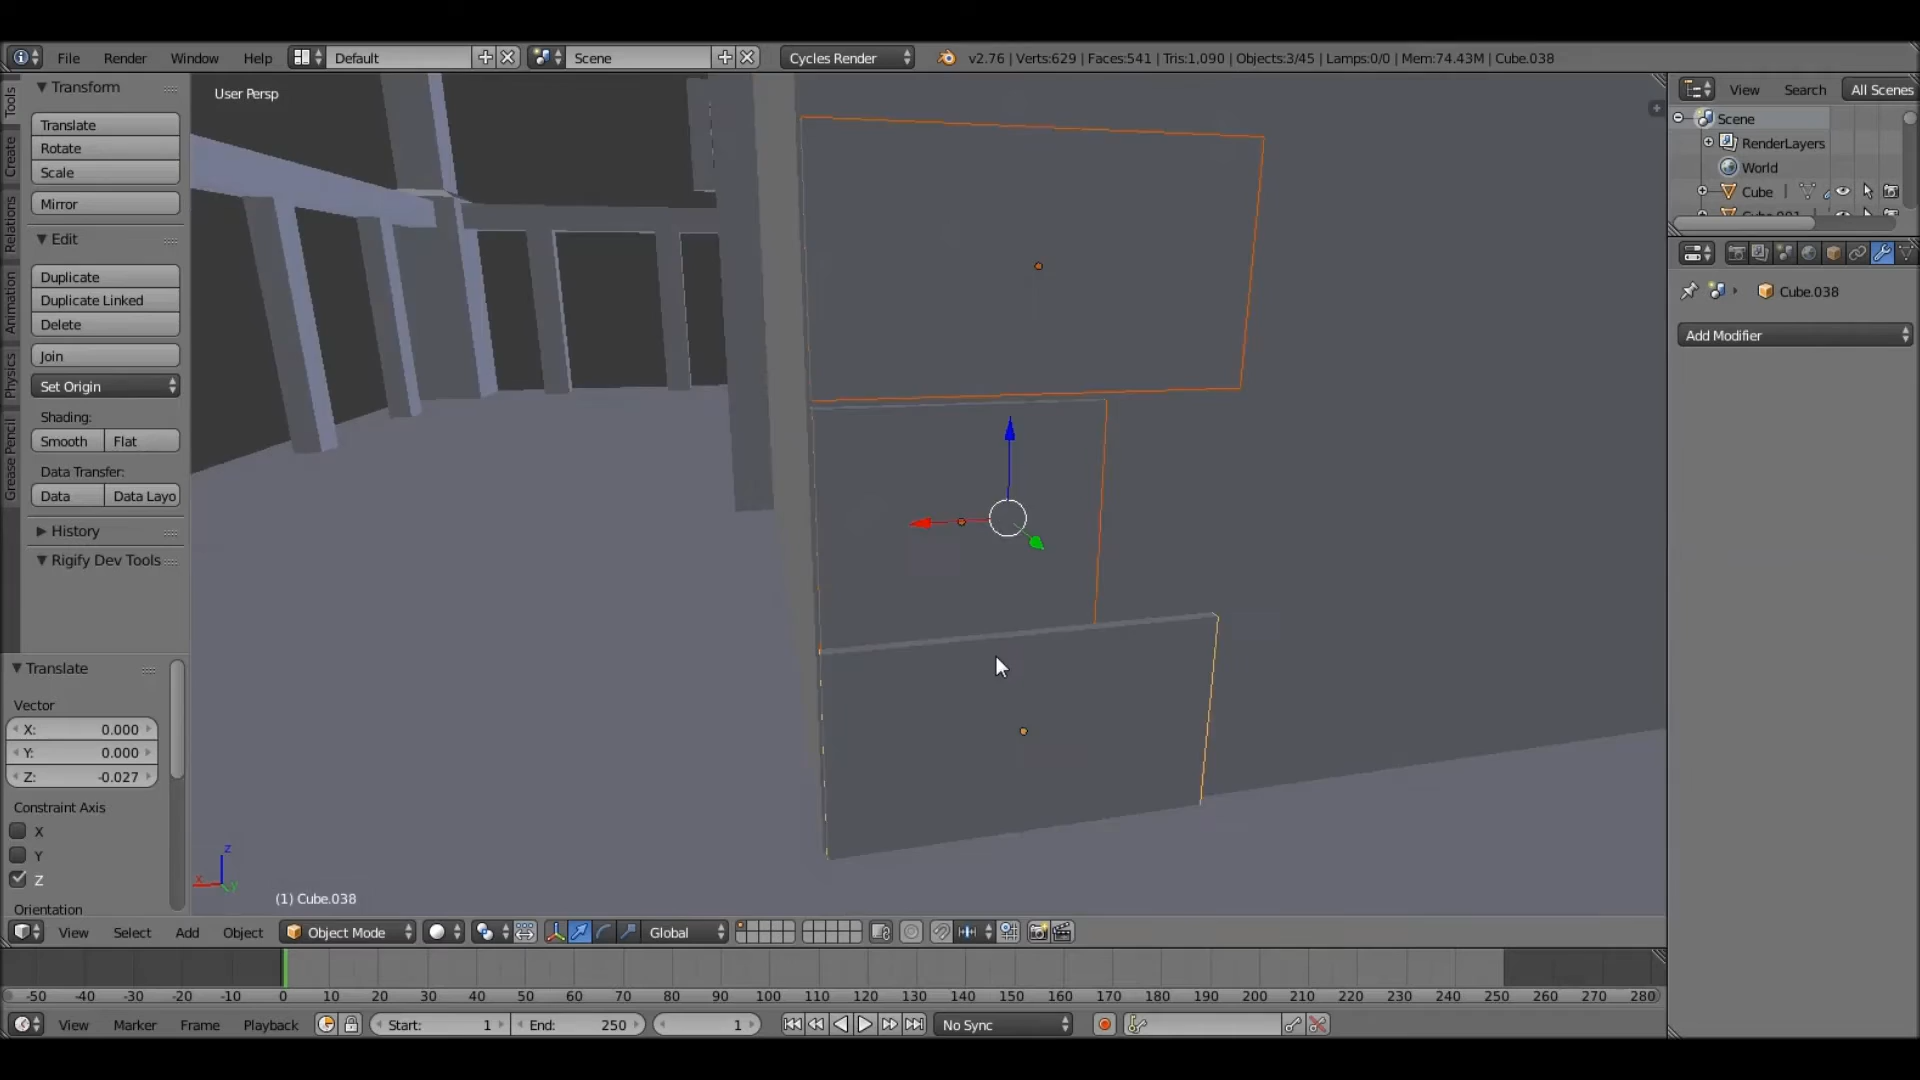 File Render Window Help Default Scene Cycles Render v2.76 | Verts:629 | Faces:541 | Tris:1,090 | Objects:3/45 | Lamps:0/0 | Mem:74.43M | Cube.038
Tools
Create
Relations
Animation
Physics
Grease Pencil
Transform
Translate
Rotate
Scale
Mirror
Edit
Duplicate
Duplicate Linked
Delete
Join
Set Origin
Shading:
Smooth Flat
Data Transfer:
Data Data Layo
History
Rigify Dev Tools
Translate
Vector
X: 0.000
Y: 0.000
Z: -0.027
Constraint Axis
X
Y
Z
Orientation
User Persp
z
x
y
(1) Cube.038
View Search All Scenes
Scene
RenderLayers
World
Cube
Cube.001
Cube.038
Add Modifier
View Select Add Object Object Mode Global
-50 -40 -30 -20 -10 0 10 20 30 40 50 60 70 80 90 100 110 120 130 140 150 160 170 180 190 200 210 220 230 240 250 260 270 280
View Marker Frame Playback Start: 1 End: 250 1 No Sync